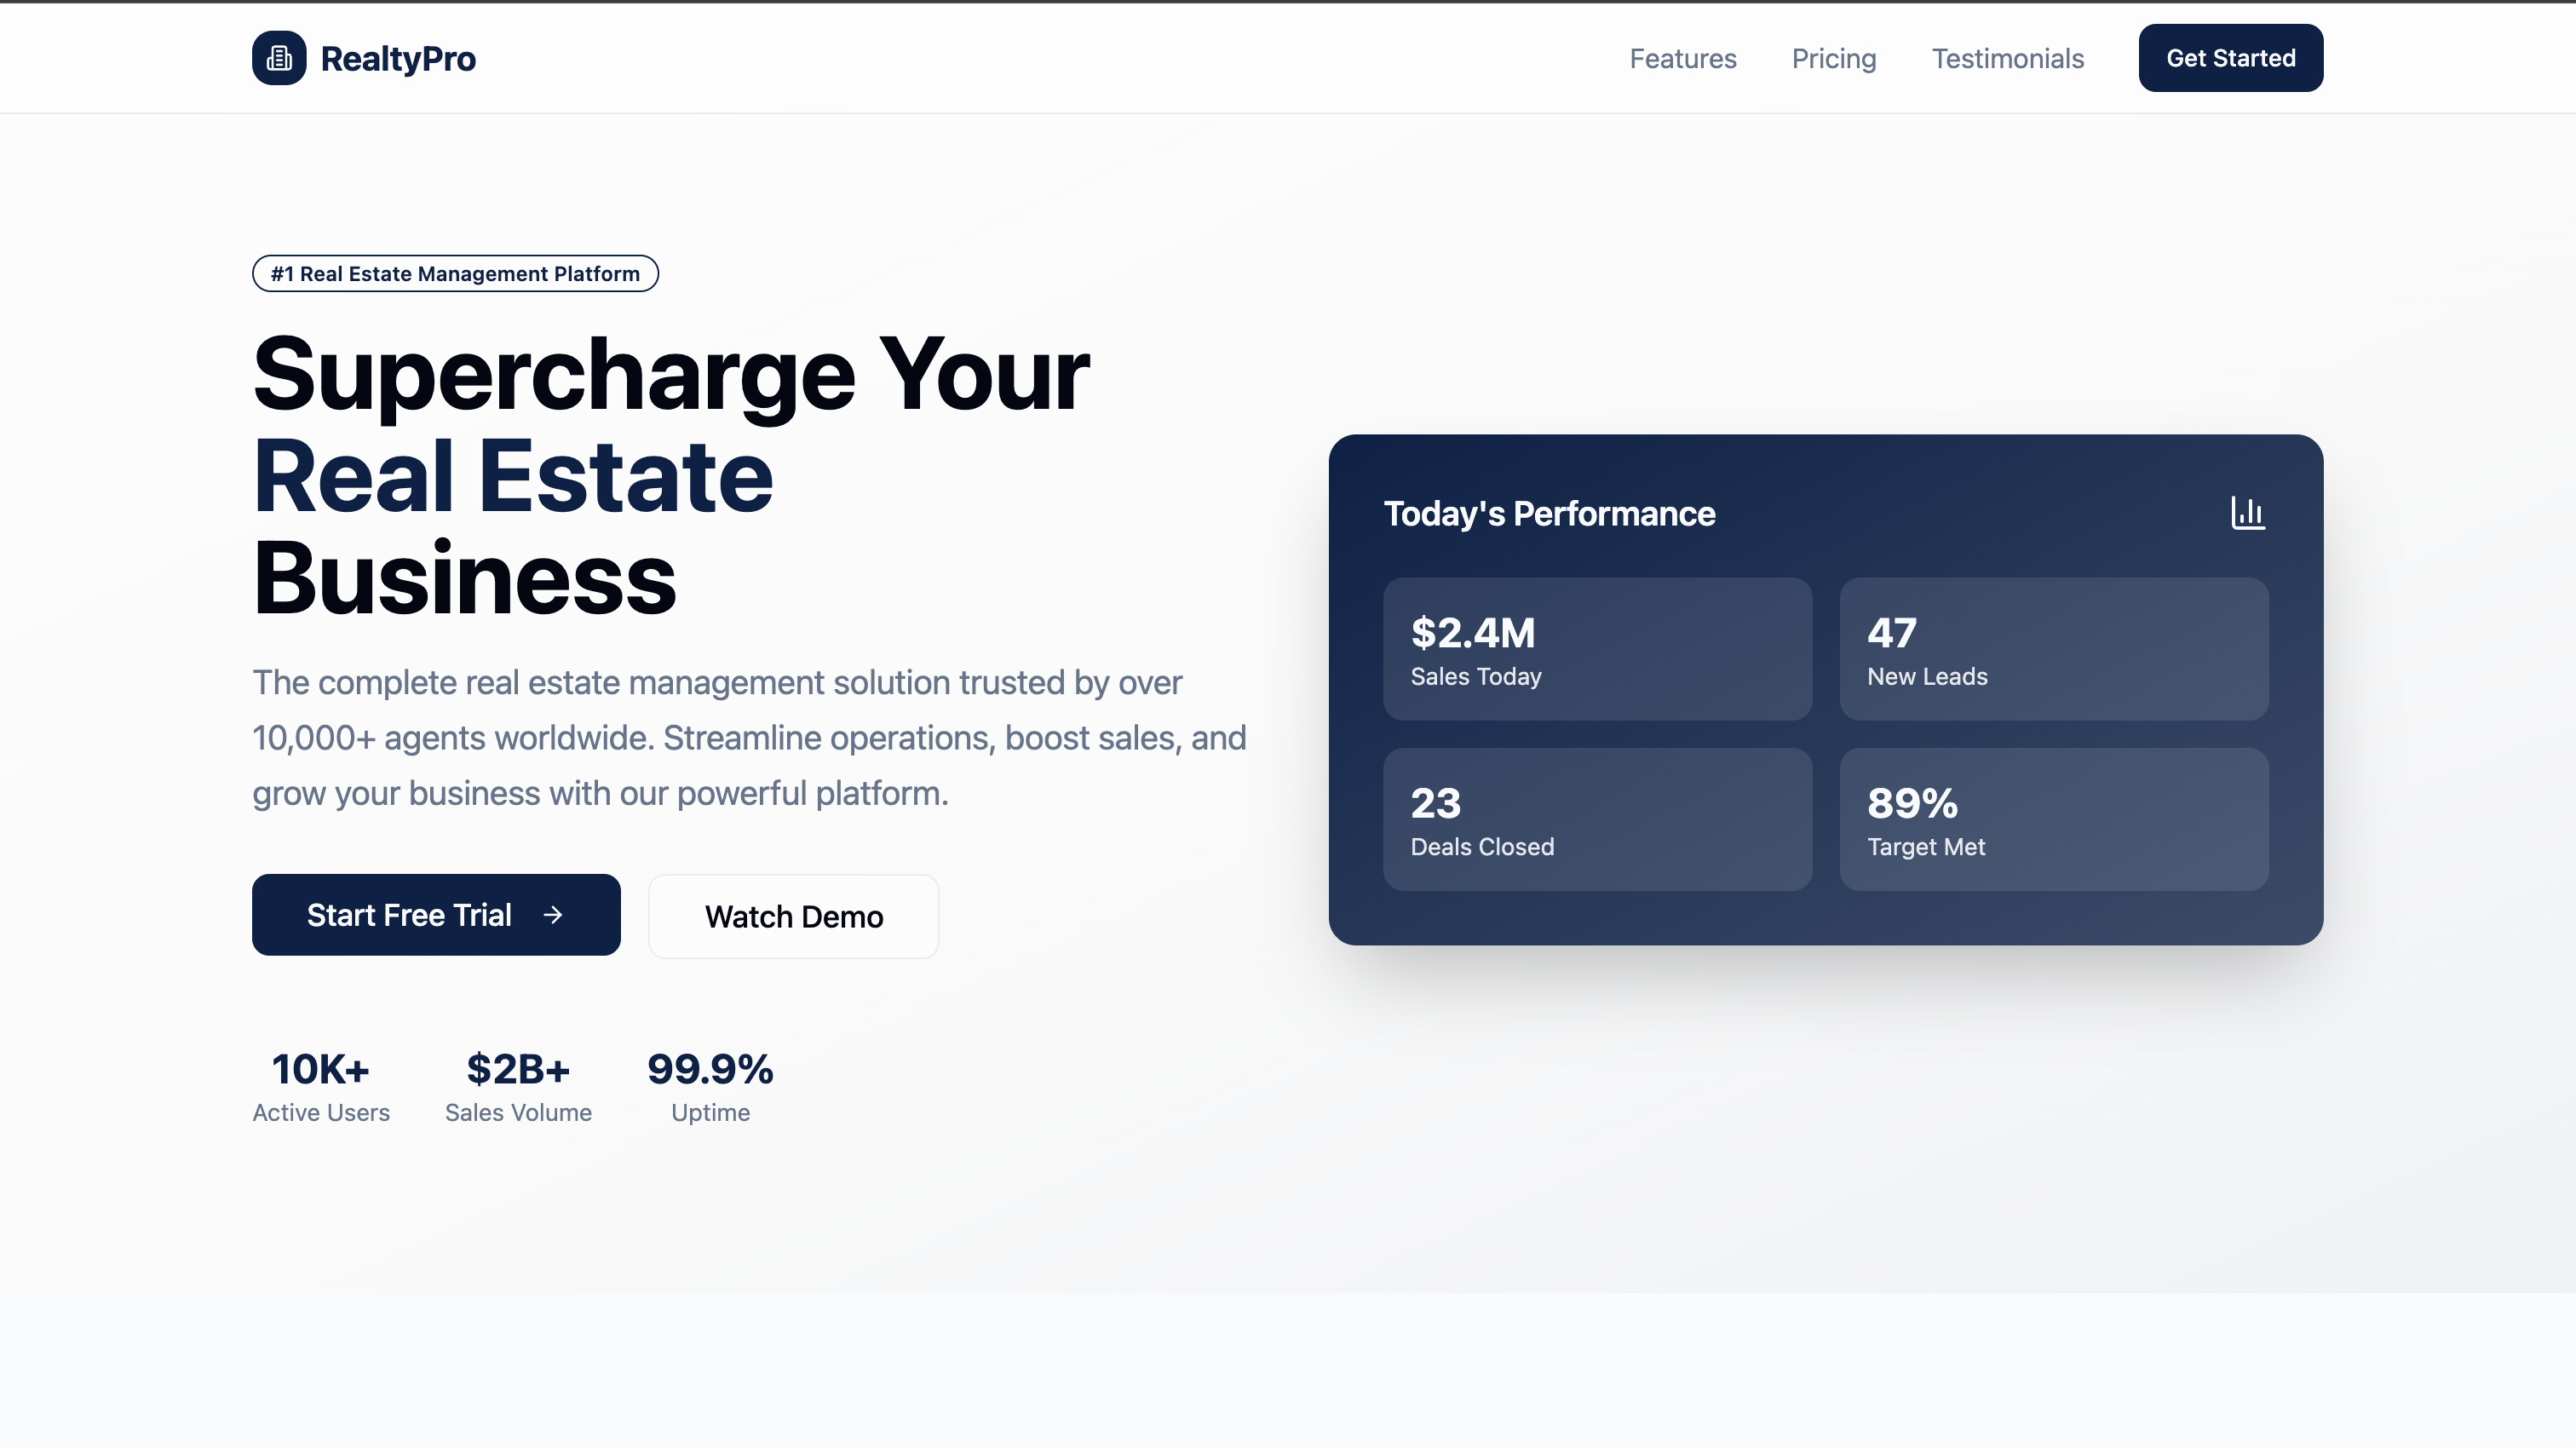 RealtyPro
Features
Pricing
Testimonials
Get Started
#1 Real Estate Management Platform
Supercharge Your
Real Estate
Business
The complete real estate management solution trusted by over
10,000+ agents worldwide. Streamline operations, boost sales, and
grow your business with our powerful platform.
Start Free Trial
Watch Demo
10K+
Active Users
$2B+
Sales Volume
99.9%
Uptime
Today's Performance
$2.4M
Sales Today
47
New Leads
23
Deals Closed
89%
Target Met